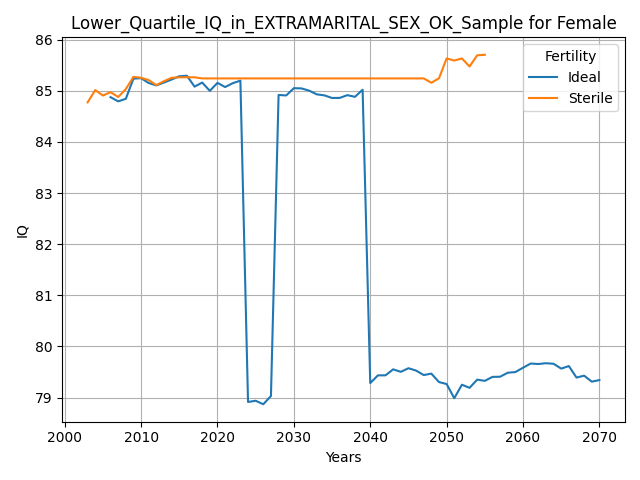 Lower_Quartile_IQ_in_EXTRAMARITAL_SEX_OK_Sample for Female
86
85
84
83
82
81
80
79
IQ
Fertility
Ideal
Sterile
2000 2010 2020 2030 2040 2050 2060 2070
Years